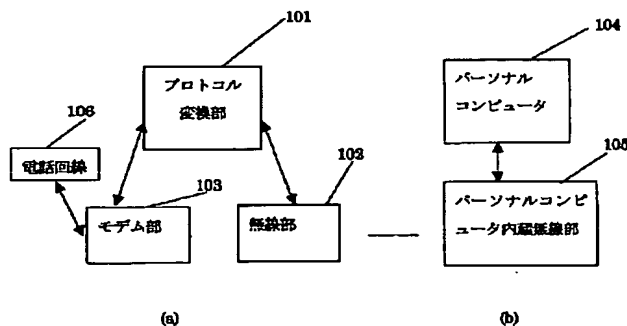 101
プロトコル
変換部
104
パーソナル
コンピュータ
106
電話回線
103
モデム部
102
無線部
105
パーソナルコンピ
ュータ内蔵無線部
(a)
(b)